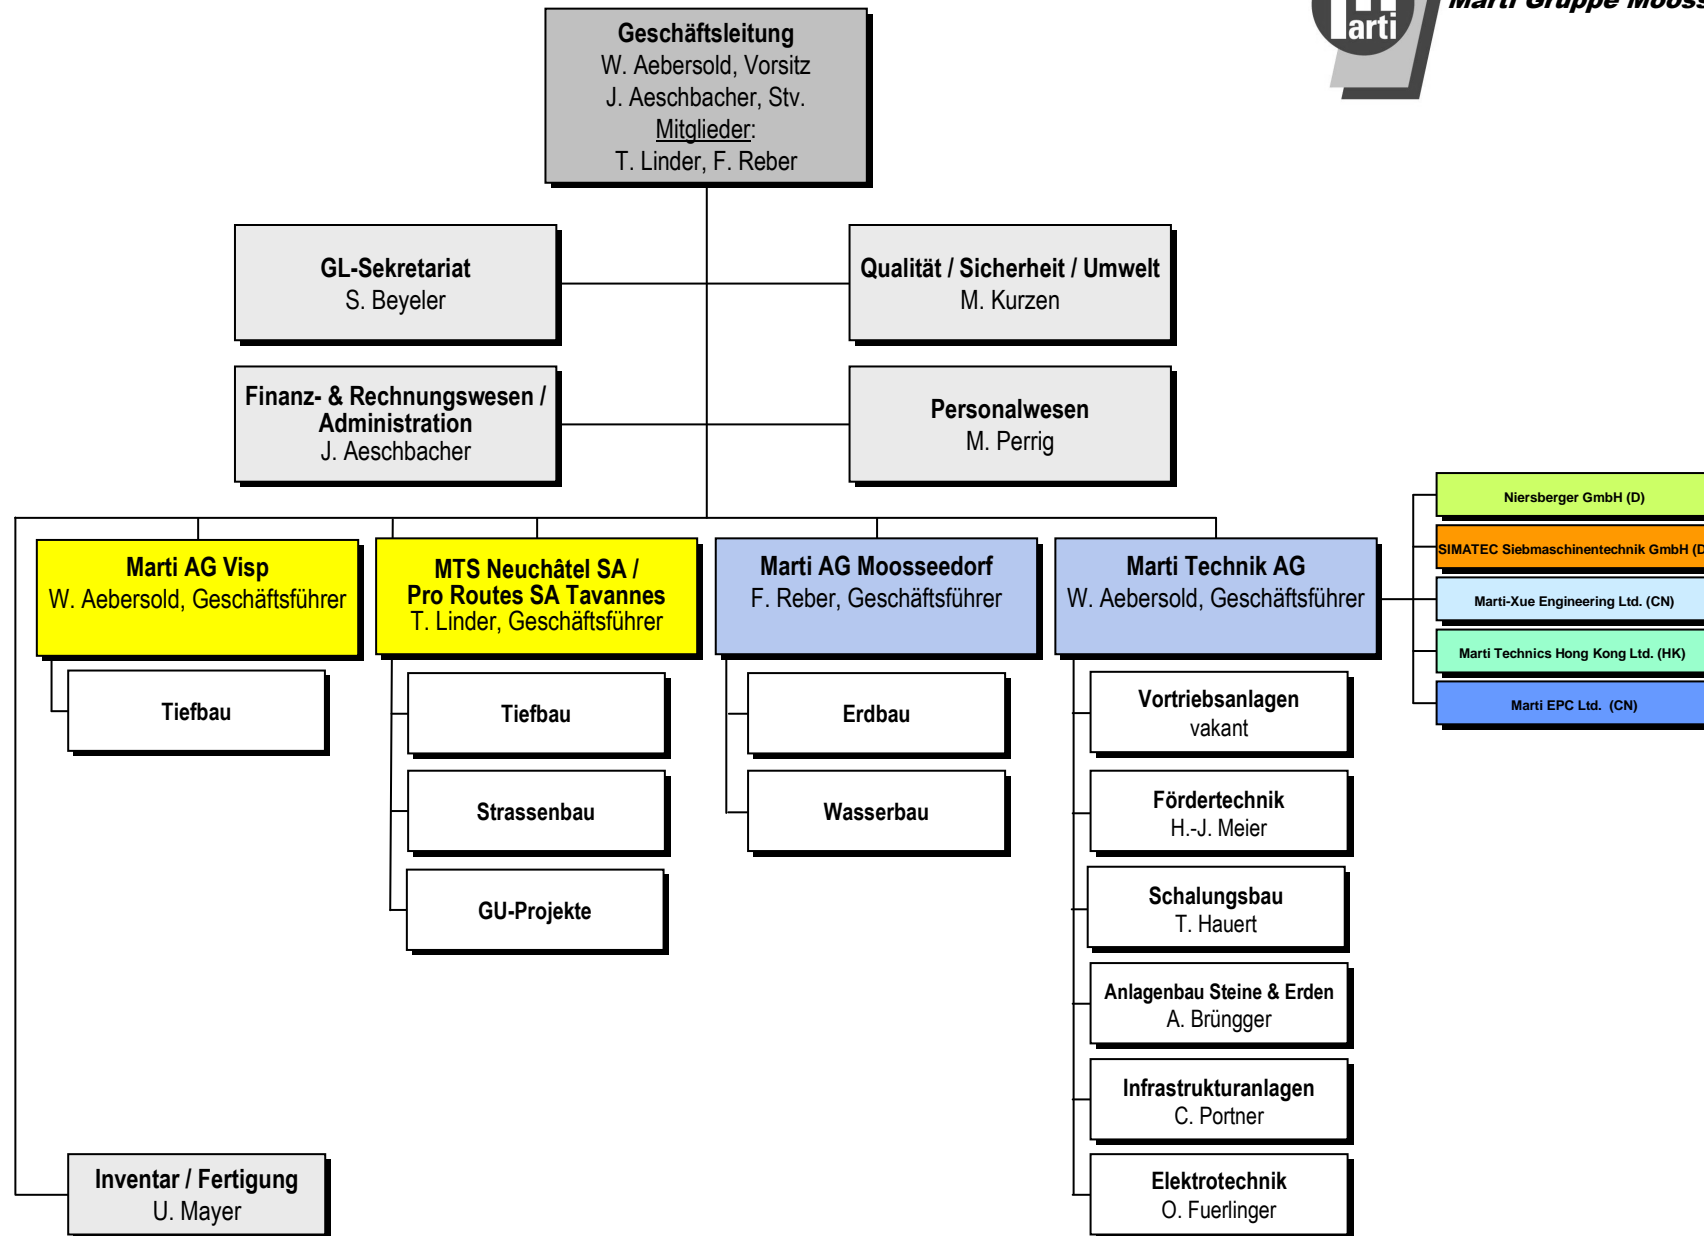 Geschäftsleitung
W. Aebersold, Vorsitz
J. Aeschbacher, Stv.
Mitglieder:
T. Linder, F. Reber
arti
Marti Gruppe
GL-Sekretariat
S. Beyeler
Qualität / Sicherheit / Umwelt
M. Kurzen
Finanz- & Rechnungswesen /
Administration
J. Aeschbacher
Personalwesen
M. Perrig
Marti AG Visp
W. Aebersold, Geschäftsführer
Tiefbau
MTS Neuchâtel SA /
Pro Routes SA Tavannes
T. Linder, Geschäftsführer
Tiefbau
Strassenbau
GU-Projekte
Marti AG Moosseedorf
F. Reber, Geschäftsführer
Erdbau
Wasserbau
Marti Technik AG
W. Aebersold, Geschäftsführer
Vortriebsanlagen
vakant
Fördertechnik
H.-J. Meier
Schalungsbau
T. Hauert
Anlagenbau Steine & Erden
A. Brüngger
Infrastrukturanlagen
C. Portner
Elektrotechnik
O. Fuerlinger
Niersberger GmbH (D)
SIMATEC Siebmaschinentechnik GmbH (D
Marti-Xue Engineering Ltd. (CN)
Marti Technics Hong Kong Ltd. (HK)
Marti EPC Ltd. (CN)
Inventar / Fertigung
U. Mayer